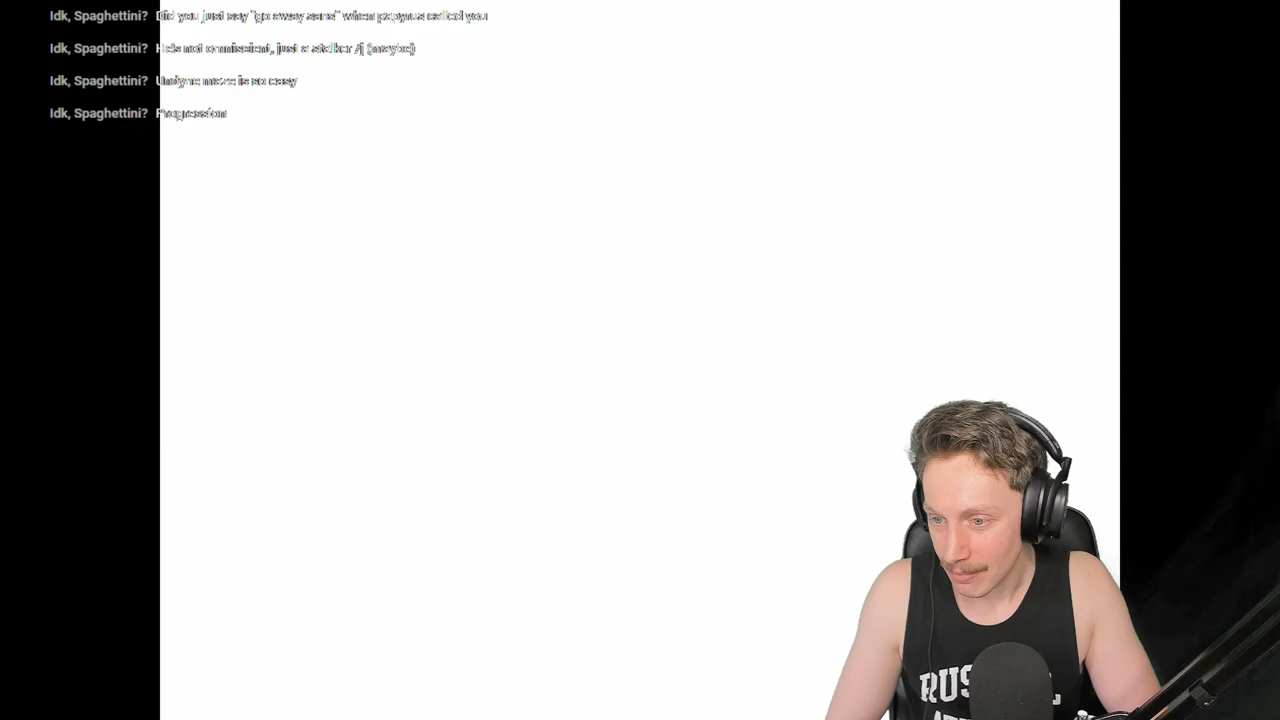 Idk, Spaghettini? Did you just say "go away sans" when papyrus called you
Idk, Spaghettini? He's not omniscient, just a stalker /j (maybe)
Idk, Spaghettini? Undyne maze is so easy
Idk, Spaghettini? Progression